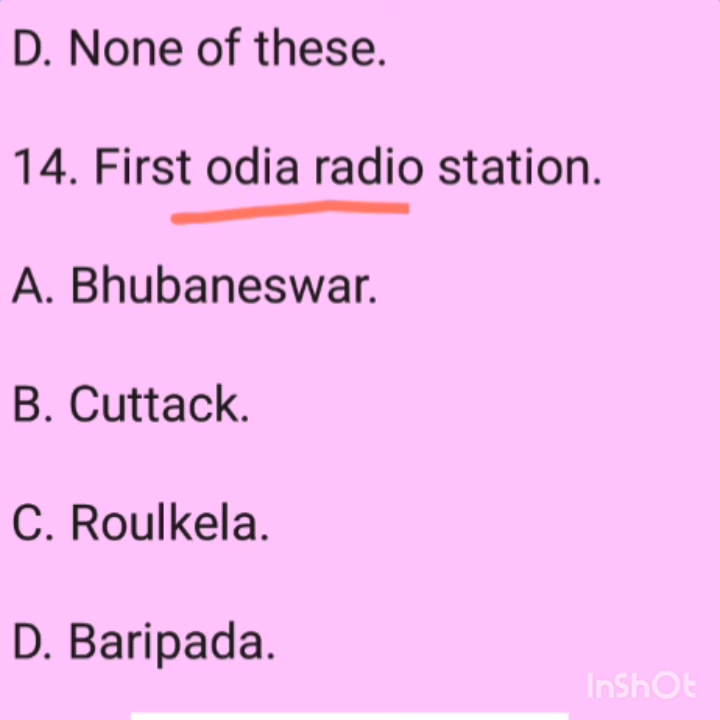 D. None of these.
14. First odia radio station.
A. Bhubaneswar.
B. Cuttack.
C. Roulkela.
D. Baripada.
InShOt